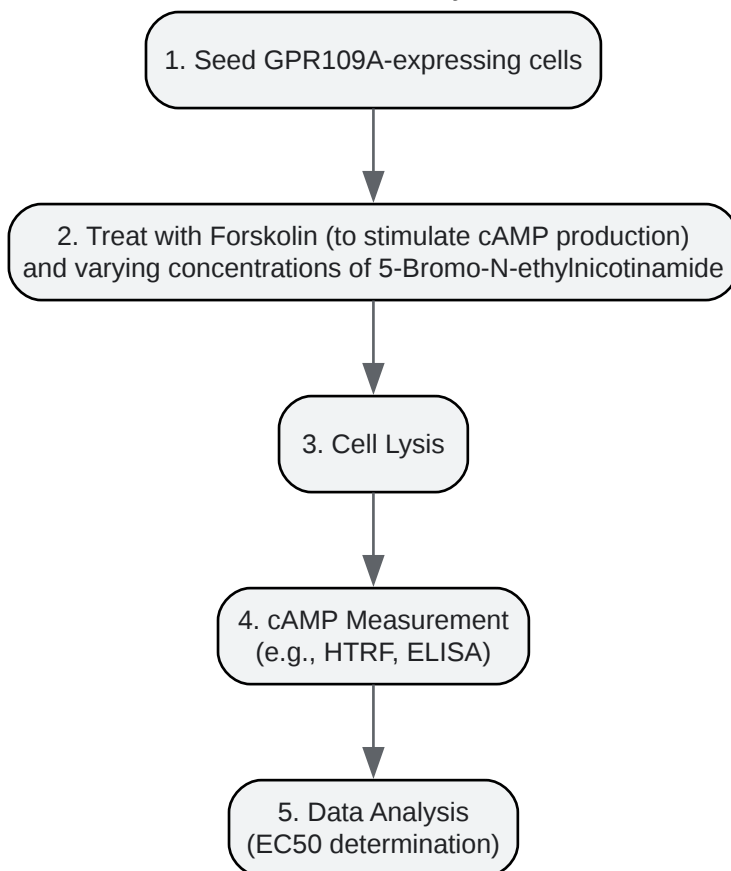 1. Seed GPR109A-expressing cells
2. Treat with Forskolin (to stimulate cAMP production)
and varying concentrations of 5-Bromo-N-ethylnicotinamide
3. Cell Lysis
4. cAMP Measurement
(e.g., HTRF, ELISA)
5. Data Analysis
(EC50 determination)